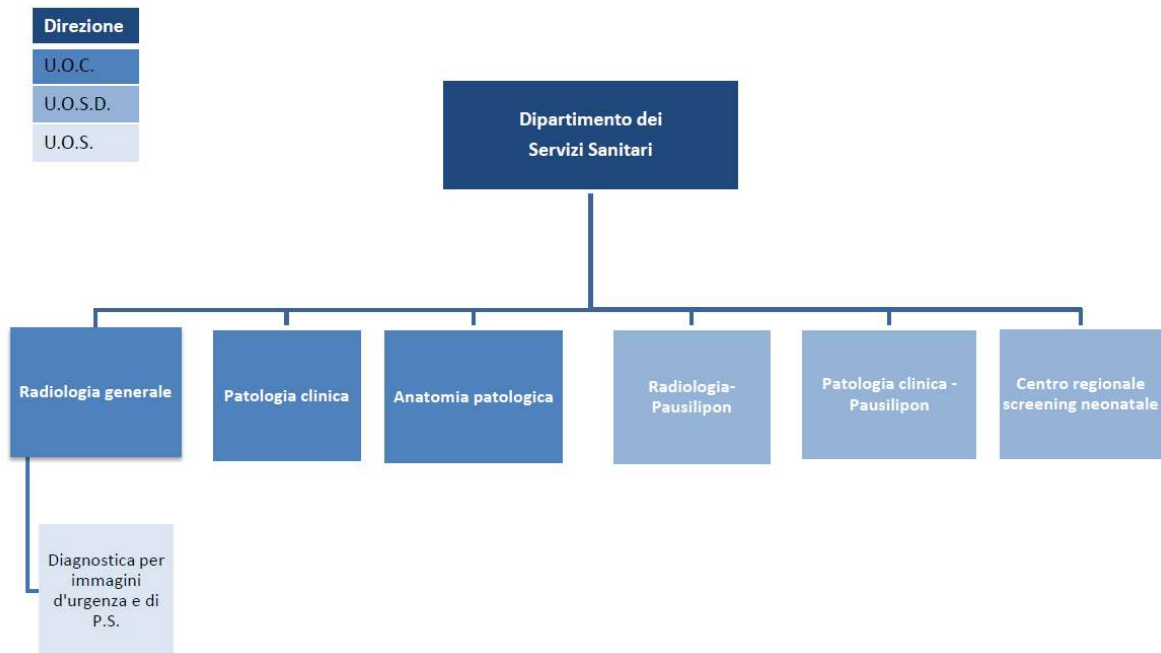 Direzione
U.O.C.
U.O.S.D.
U.O.S.
Dipartimento dei
Servizi Sanitari
Radiologia generale
Patologia clinica
Anatomia patologica
Radiologia-
Pausilipon
Patologia clinica -
Pausilipon
Centro regionale
screening neonatale
Diagnostica per
immagini
d'urgenza e di
P.S.